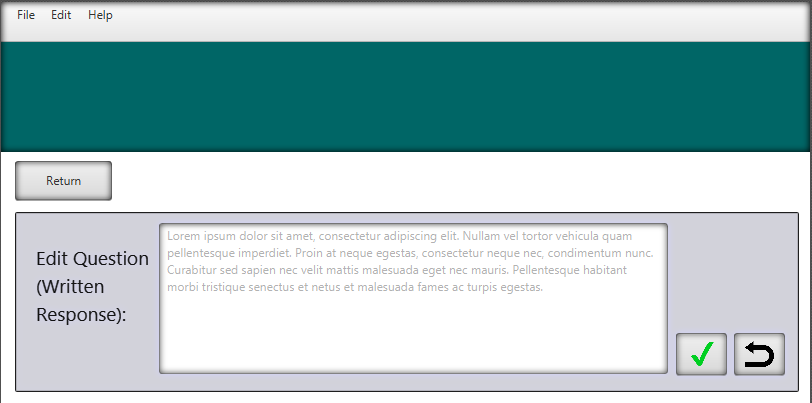 File Edit Help
Return
Edit Question
(Written
Response):
Lorem ipsum dolor sit amet, consectetur adipiscing elit. Nullam vel tortor vehicula quam
pellentesque imperdiet. Proin at neque egestas, consectetur neque nec, condimentum nunc.
Curabitur sed sapien nec velit mattis malesuada eget nec mauris. Pellentesque habitant
morbi tristique senectus et netus et malesuada fames ac turpis egestas.